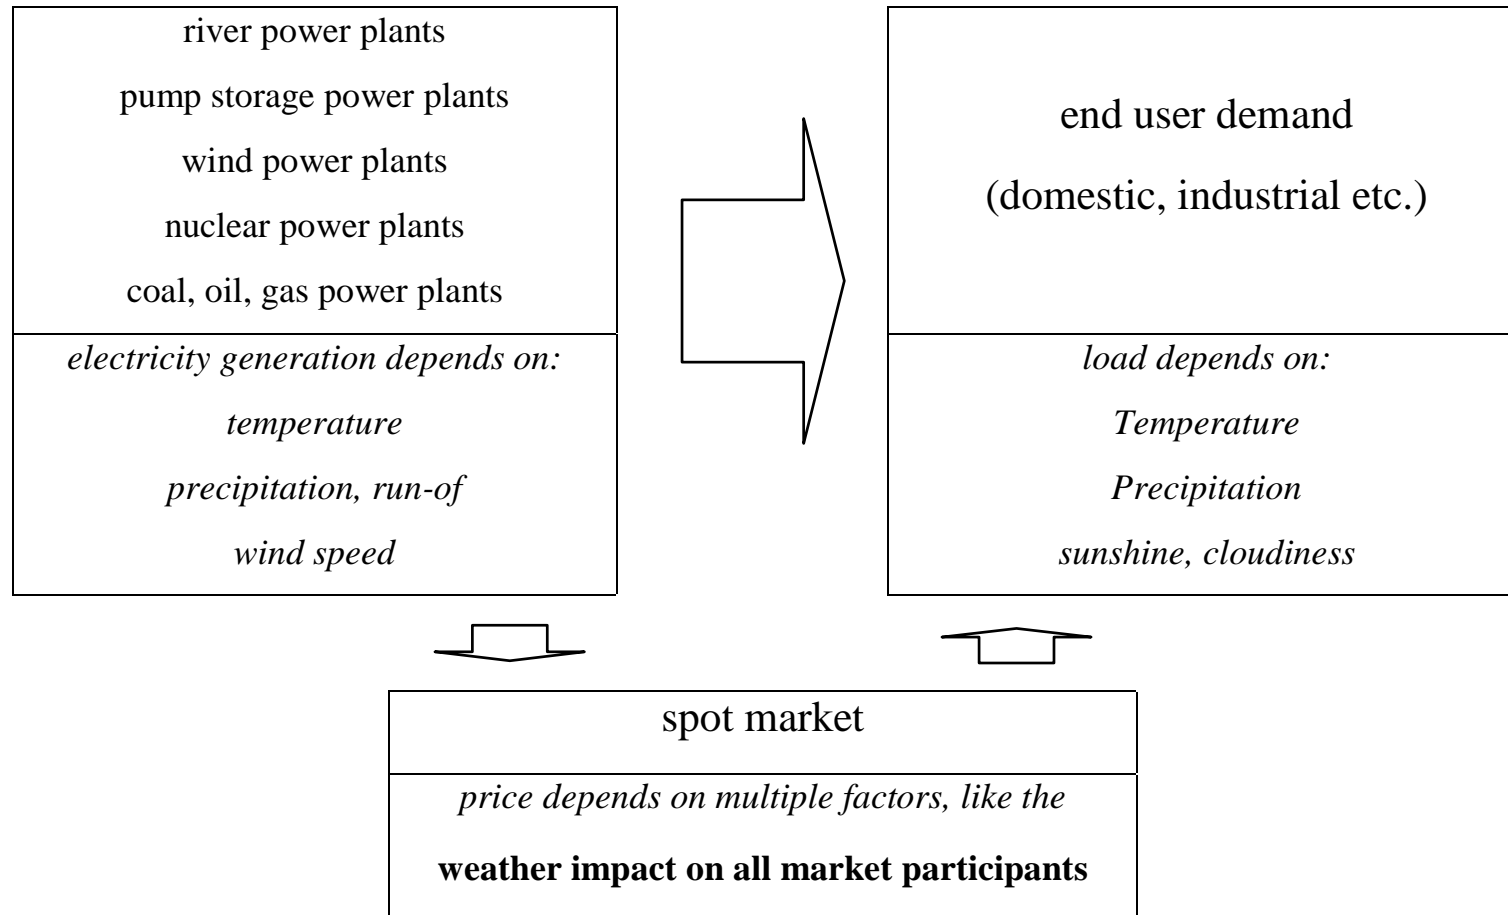 river power plants
pump storage power plants
wind power plants
nuclear power plants
coal, oil, gas power plants
electricity generation depends on:
temperature
precipitation, run-of
wind speed
end user demand
(domestic, industrial etc.)
load depends on:
Temperature
Precipitation
sunshine, cloudiness
spot market
price depends on multiple factors, like the
weather impact on all market participants